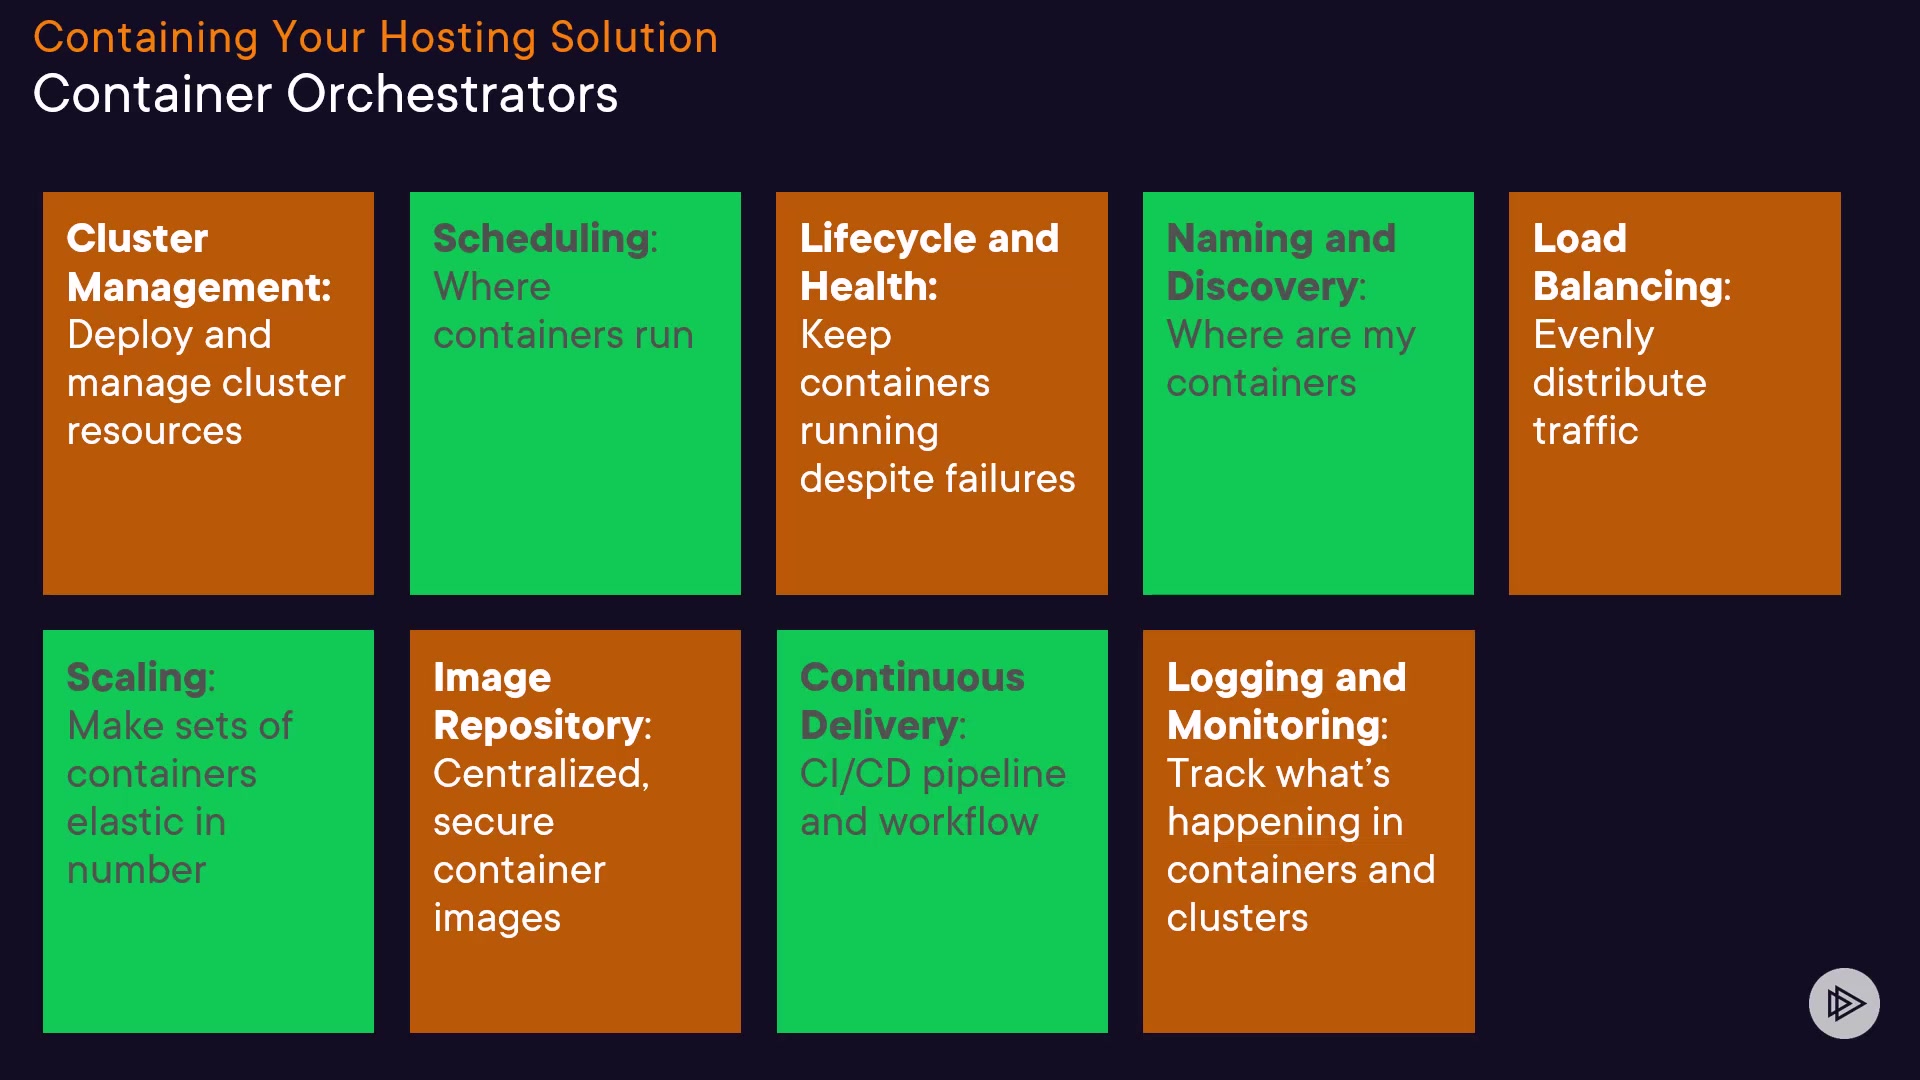 Containing Your Hosting Solution
Container Orchestrators
Cluster
Management:
Deploy and
manage cluster
resources
Scheduling:
Where
containers run
Lifecycle and
Health:
Keep
containers
running
despite failures
Naming and
Discovery:
Where are my
containers
Load
Balancing:
Evenly
distribute
traffic
Scaling:
Make sets of
containers
elastic in
number
Image
Repository:
Centralized,
secure
container
images
Continuous
Delivery:
CI/CD pipeline
and workflow
Logging and
Monitoring:
Track what’s
happening in
containers and
clusters